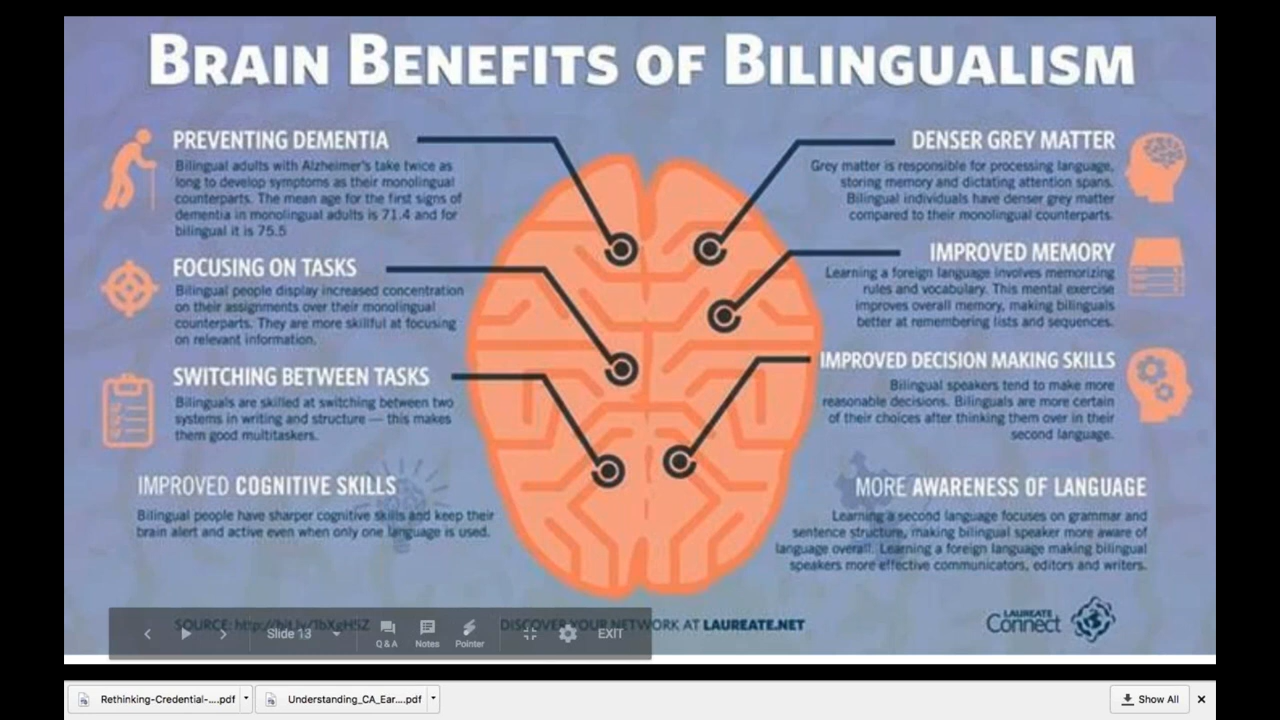 BRAIN BENEFITS OF BILINGUALISM
PREVENTING DEMENTIA
Bilingual adults with Alzheimer's take twice as
long to develop symptoms as their monolingual
counterparts. The mean age for the first signs of
dementia in monolingual adults is 71.4 and for
bilingual it is 75.5
FOCUSING ON TASKS
Bilingual people display increased concentration
on their assignments over their monolingual
counterparts. They are more skillful at focusing
on relevant information.
SWITCHING BETWEEN TASKS
Bilinguals are skilled at switching between two
systems in writing and structure — this makes
them good multitaskers.
IMPROVED COGNITIVE SKILLS
Bilingual people have sharper cognitive skills and keep their
brain alert and active even when only one language is used.
DENSER GREY MATTER
Grey matter is responsible for processing language,
storing memory and dictating attention spans.
Bilingual individuals have denser grey matter
compared to their monolingual counterparts.
IMPROVED MEMORY
Learning a foreign language involves memorizing
rules and vocabulary. This mental exercise
improves overall memory, making bilinguals
better at remembering lists and sequences.
IMPROVED DECISION MAKING SKILLS
Bilingual speakers tend to make more
reasonable decisions. Bilinguals are more certain
of their choices after thinking them over in their
second language.
MORE AWARENESS OF LANGUAGE
Learning a second language focuses on grammar and
sentence structure, making bilingual speaker more aware of
language overall. Learning a foreign language making bilingual
speakers more effective communicators, editors and writers.
SOURCE: DISCOVER YOUR NETWORK AT LAUREATE.NET
LAUREATE
Connect
Slide 13
Q & A
Notes
Pointer
EXIT
Rethinking-Credential-....pdf
Understanding_CA_Ear....pdf
Show All